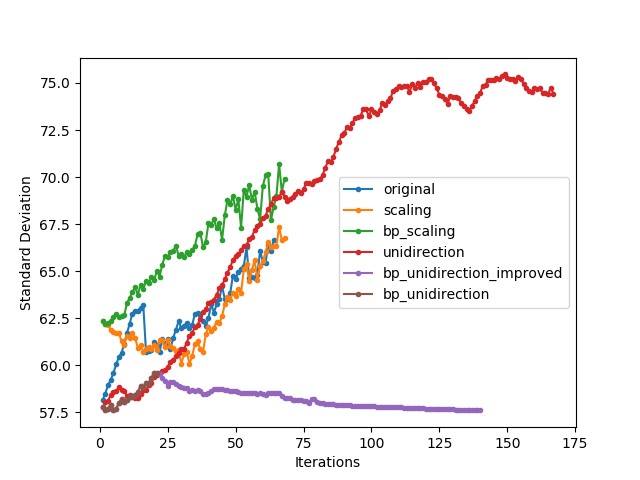 75.0
72.5
70.0
67.5
65.0
62.5
60.0
57.5
Standard Deviation
original
scaling
bp_scaling
unidirection
bp_unidirection_improved
bp_unidirection
0 25 50 75 100 125 150 175
Iterations